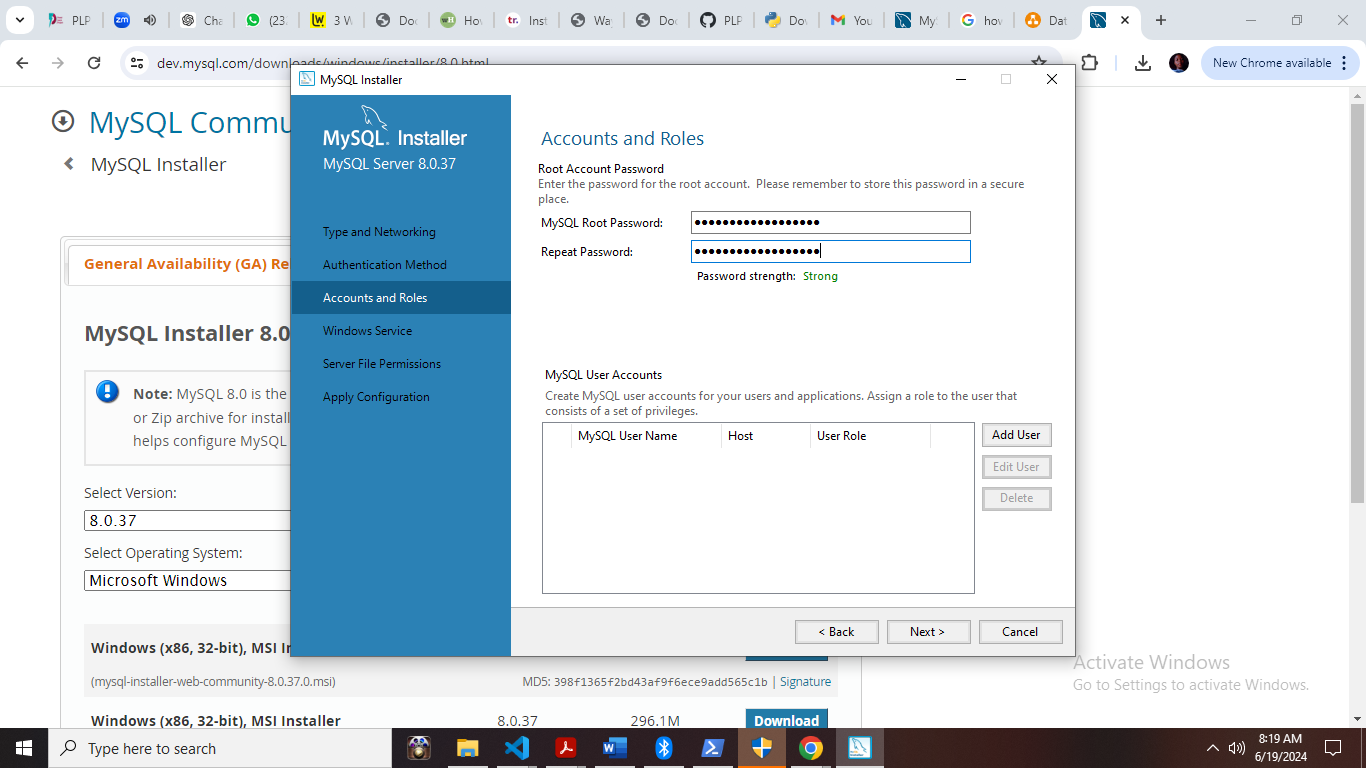 PLP
zm
Cha
(23
3 W
Doc
Hov
Inst
Way
Doc
PLP
Dov
You
My
hov
Dat
dev.mysql.com/downloads/windows/installer/8.0.html
New Chrome available
MySQL Commu
MySQL Installer
General Availability (GA) Re
MySQL Installer 8.0
Note: MySQL 8.0 is the
or Zip archive for install
helps configure MySQL
Select Version:
8.0.37
Select Operating System:
Microsoft Windows
Windows (x86, 32-bit), MSI In
(mysql-installer-web-community-8.0.37.0.msi)
MD5: 398f1365f2bd43af9f6ece9add565c1b | Signature
Windows (x86, 32-bit), MSI Installer
8.0.37
296.1M
Download
MySQL Installer
MySQL. Installer
MySQL Server 8.0.37
Type and Networking
Authentication Method
Accounts and Roles
Windows Service
Server File Permissions
Apply Configuration
Accounts and Roles
Root Account Password
Enter the password for the root account. Please remember to store this password in a secure
place.
MySQL Root Password:
Repeat Password:
Password strength: Strong
MySQL User Accounts
Create MySQL user accounts for your users and applications. Assign a role to the user that
consists of a set of privileges.
MySQL User Name
Host
User Role
Add User
Edit User
Delete
< Back
Next >
Cancel
Activate Windows
Go to Settings to activate Windows.
Type here to search
8:19 AM
6/19/2024